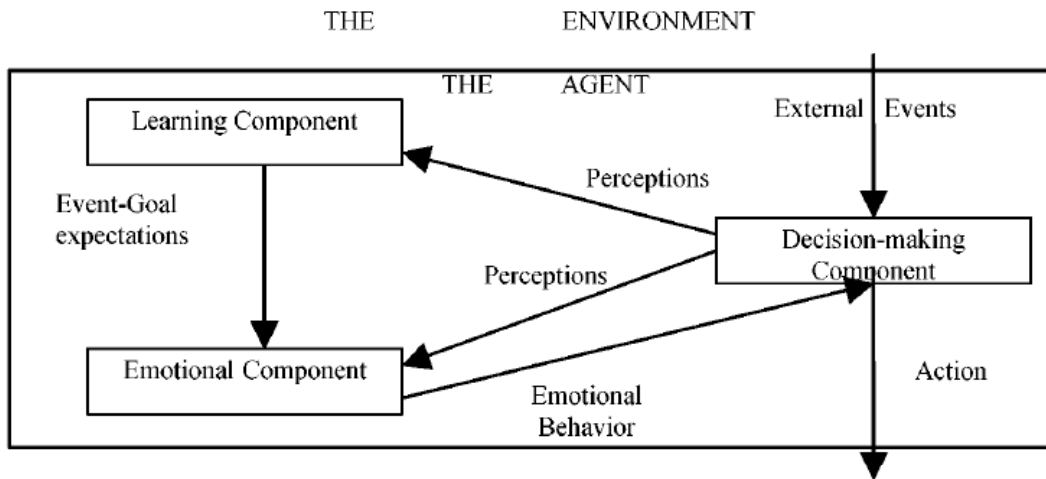 THE ENVIRONMENT
THE AGENT
Learning Component
External Events
Perceptions
Event-Goal
expectations
Decision-making
Component
Perceptions
Emotional Component
Action
Emotional
Behavior